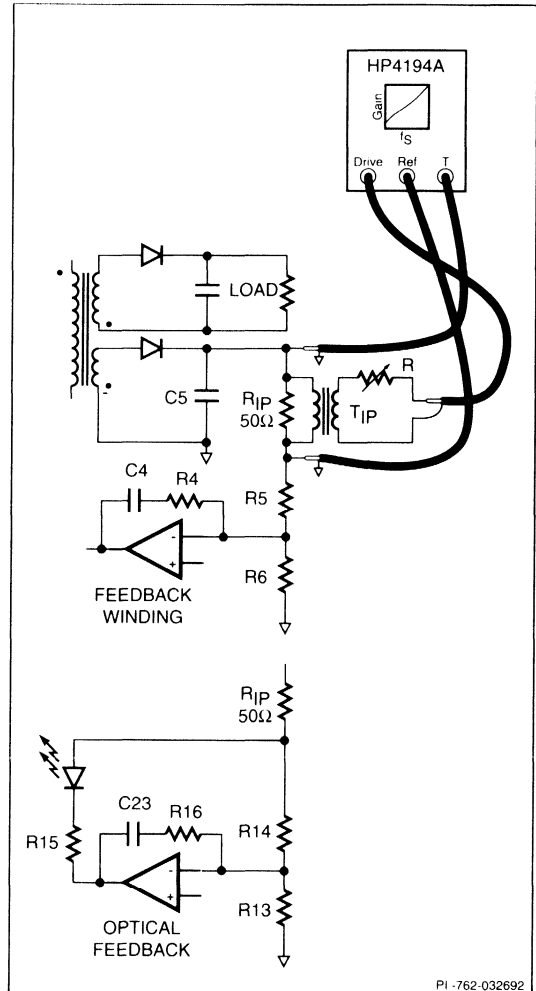 HP4194A
Gain
fS
Drive Ref T
LOAD
C5
RIP
50Ω
TIP
R
C4
R4
R5
R6
-
+
FEEDBACK
WINDING
RIP
50Ω
C23
R16
R15
R14
-
+
R13
OPTICAL
FEEDBACK
PI -762-032692